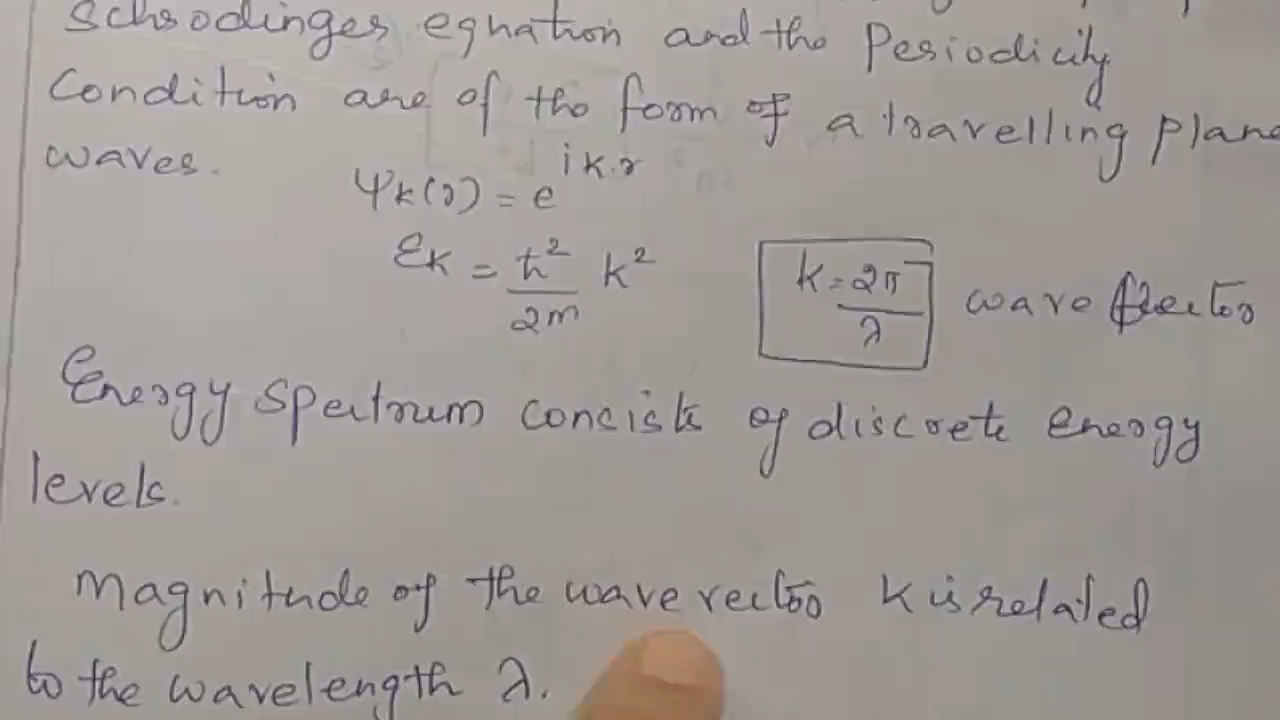 Schrodinger equation and the Periodicity
Condition are of the form of a travelling plane
waves.
ψk(r) = e^{ik.r}
Ɛk = ħ²/2m k²
k = 2π/λ wave vector
Energy spectrum consists of discrete energy
levels.
Magnitude of the wave vector k is related
to the wavelength λ.